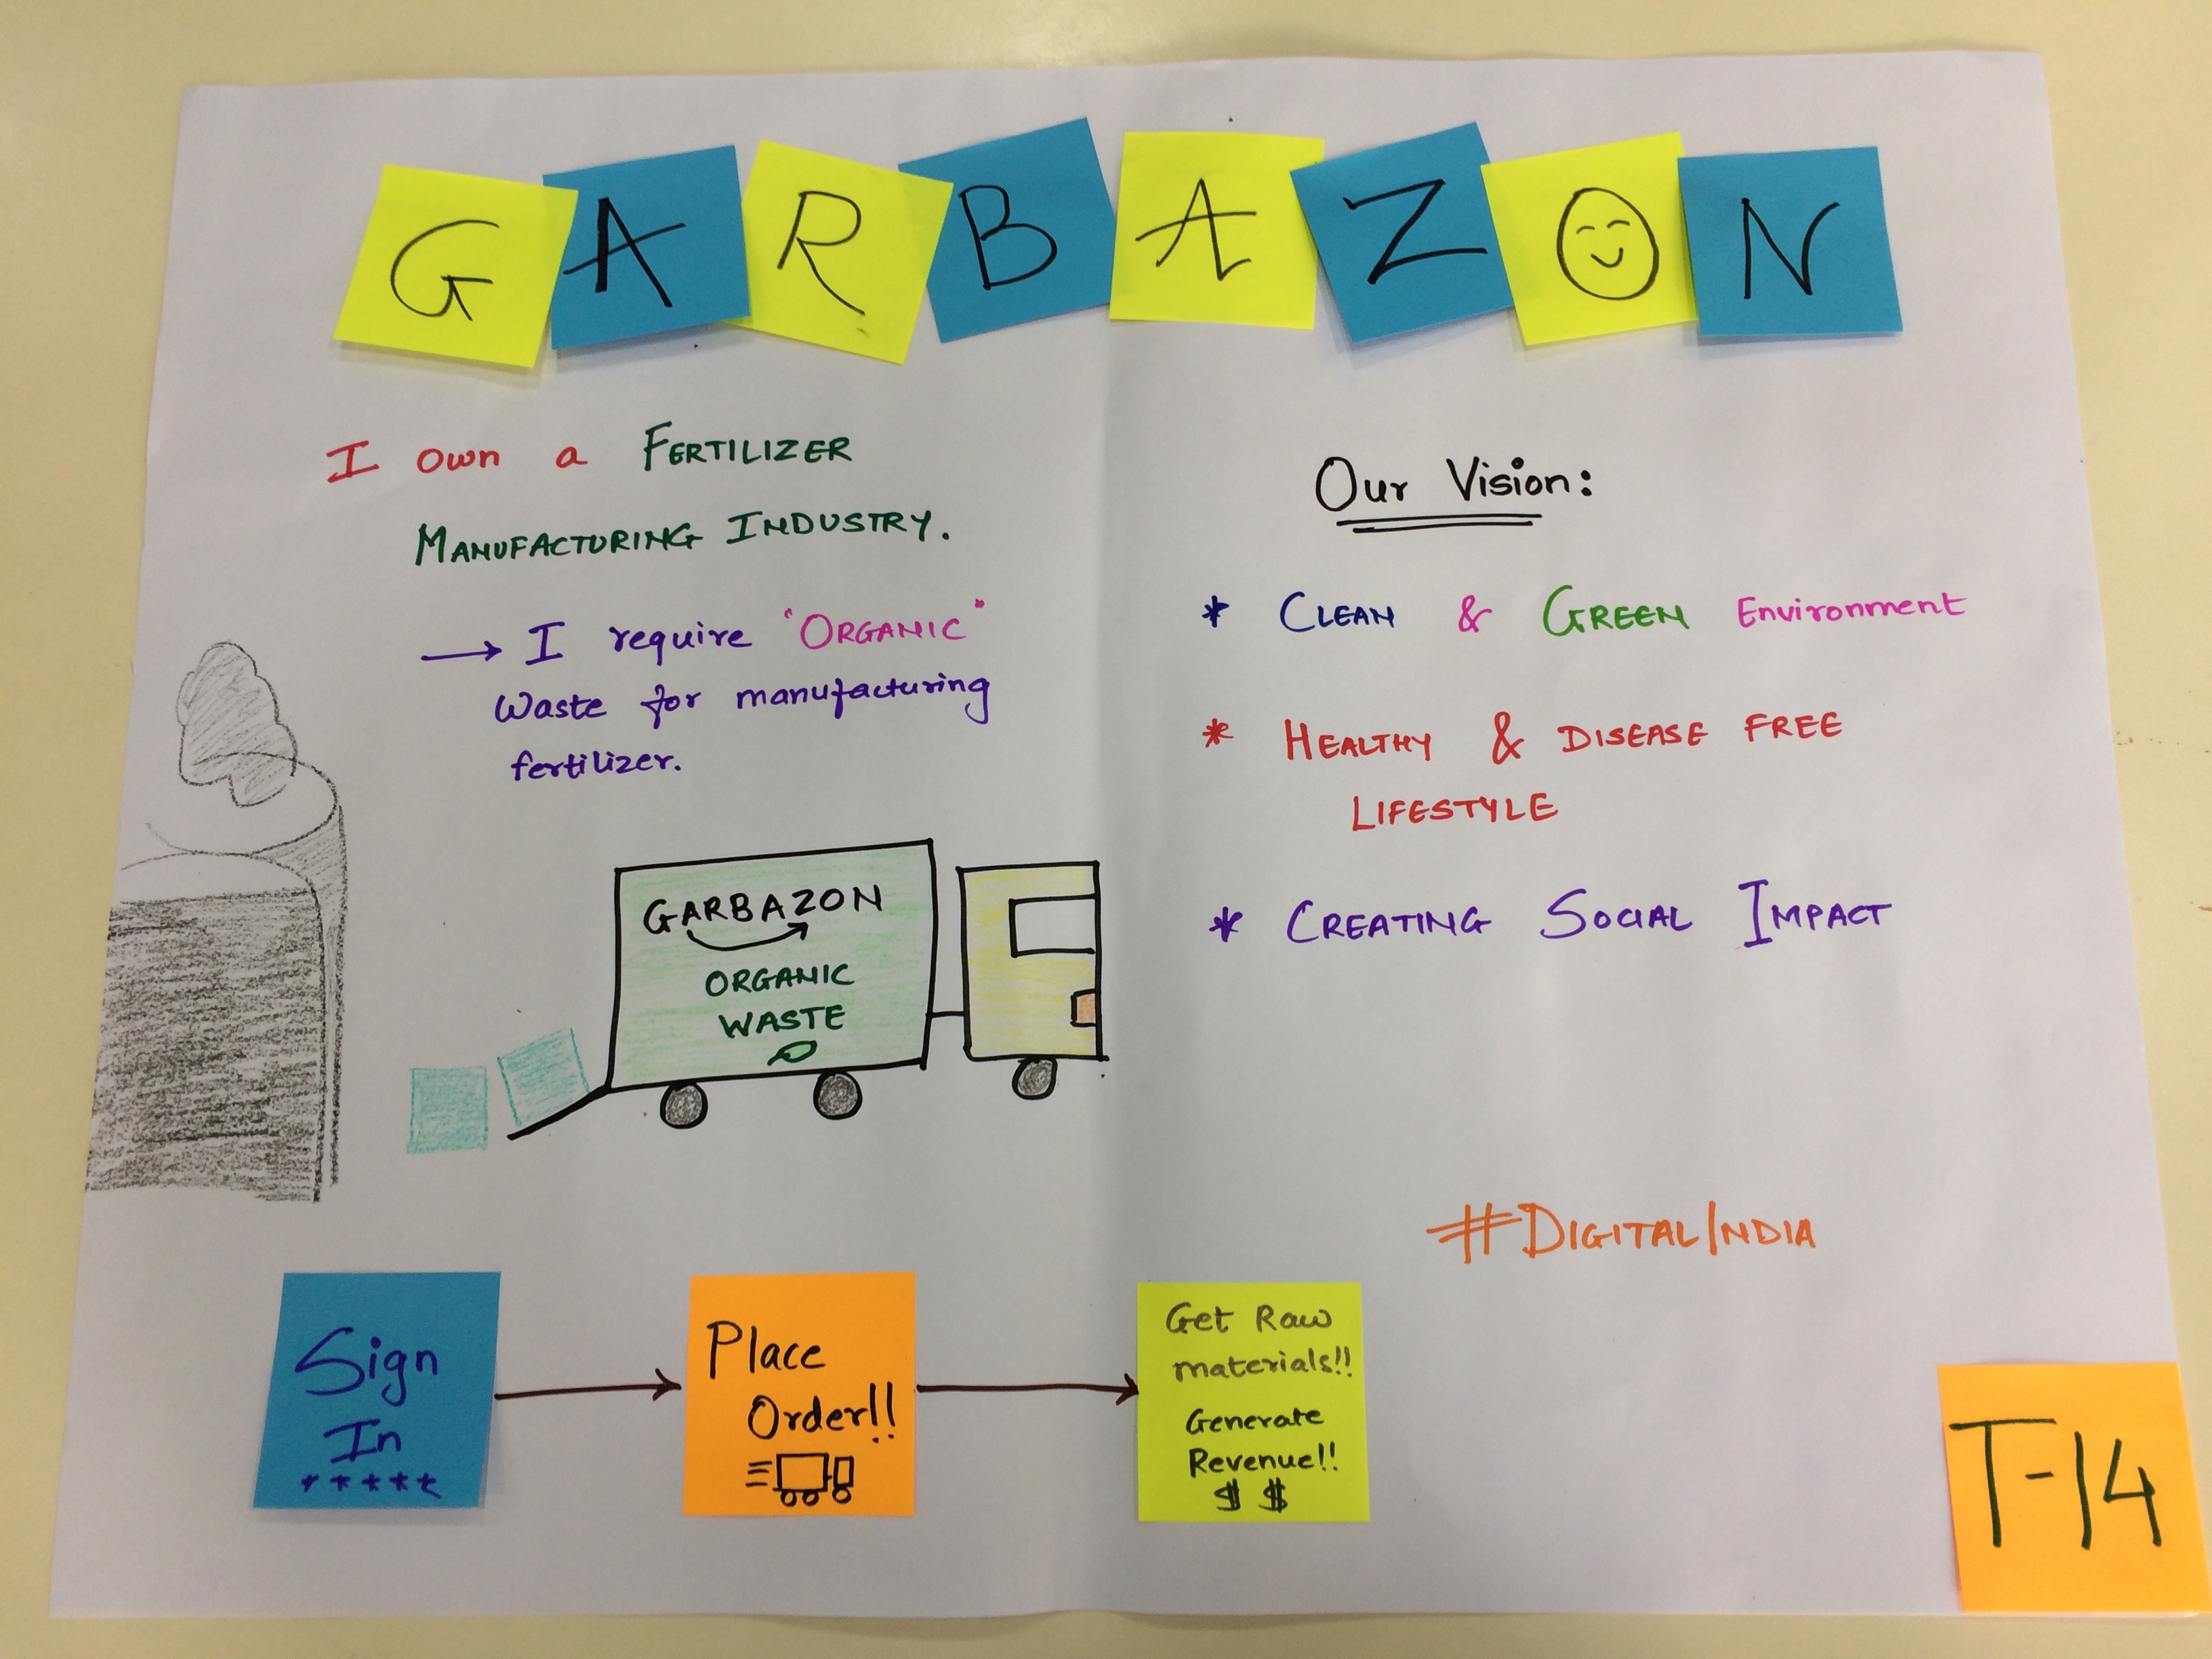 GARBAZON
I own a FERTILIZER
MANUFACTURING INDUSTRY.
→ I require "ORGANIC"
Waste for manufacturing
fertilizer.
GARBAZON
ORGANIC
WASTE
Our Vision:
* CLEAN & GREEN Environment
* HEALTHY & DISEASE FREE
LIFESTYLE
* CREATING SOCIAL IMPACT
#DIGITALINDIA
Sign
In
*****
Place
Order!!
Get Raw
materials!!
Generate
Revenue!!
$ $
T-14